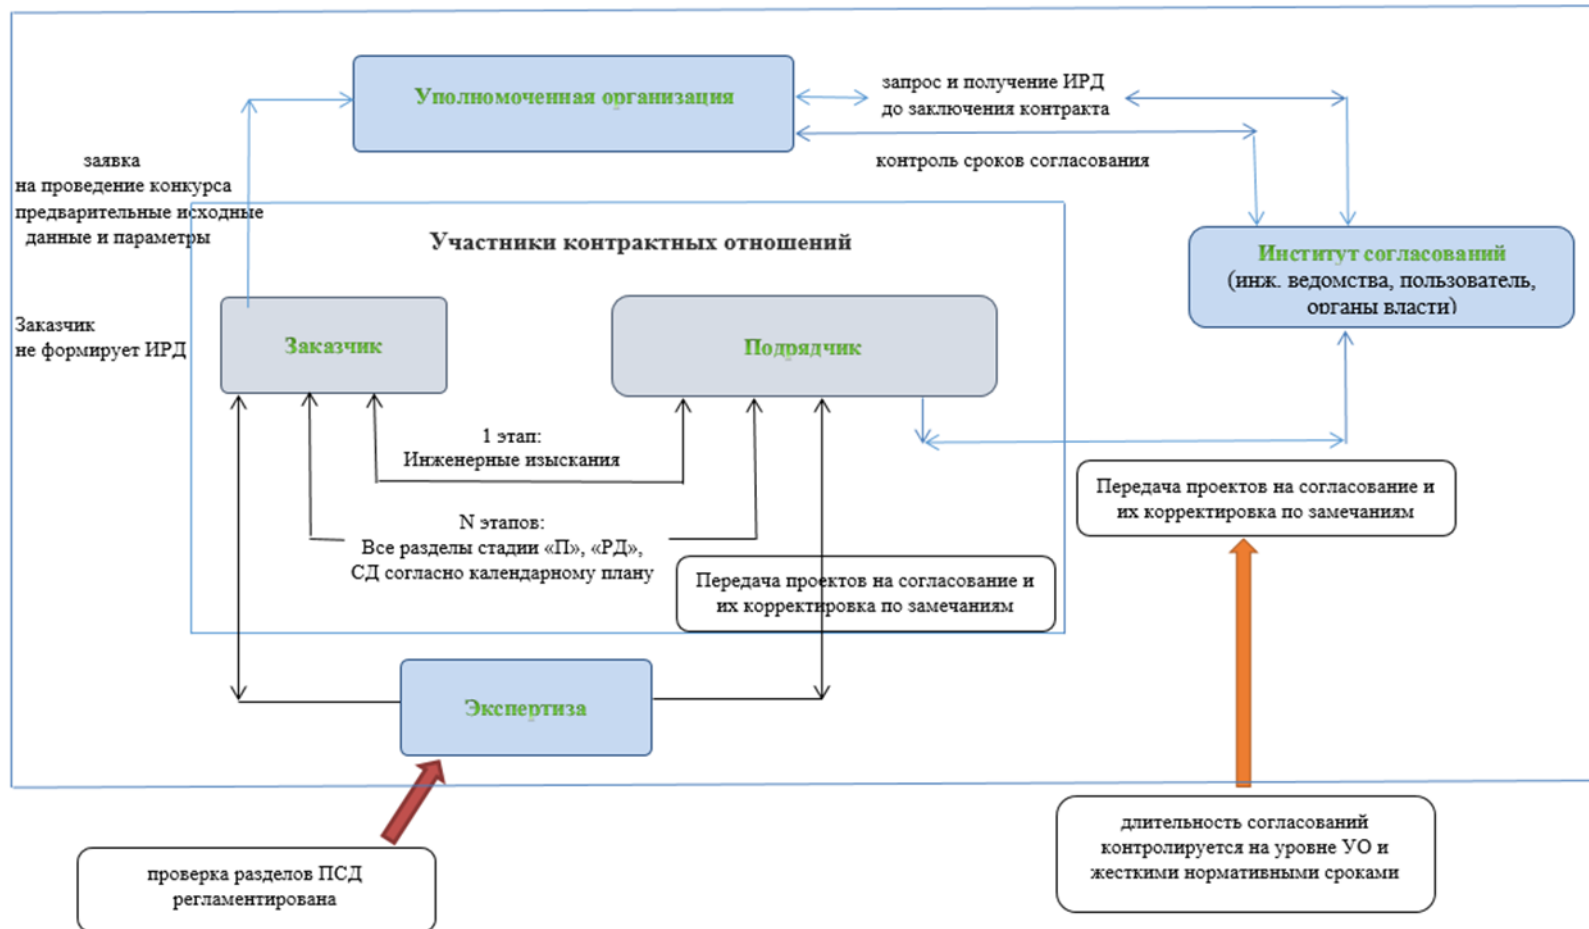 Уполномоченная организация
запрос и получение ИРД
до заключения контракта
контроль сроков согласования
заявка
на проведение конкурса
предварительные исходные
данные и параметры
Участники контрактных отношений
Институт согласований
(инж. ведомства, пользователь,
органы власти)
Заказчик
не формирует ИРД
Заказчик
Подрядчик
1 этап:
Инженерные изыскания
N этапов:
Все разделы стадии «П», «РД»,
СД согласно календарному плану
Передача проектов на согласование и
их корректировка по замечаниям
Передача проектов на согласование и
их корректировка по замечаниям
Экспертиза
проверка разделов ПСД
регламентирована
длительность согласований
контролируется на уровне УО и
жесткими нормативными сроками